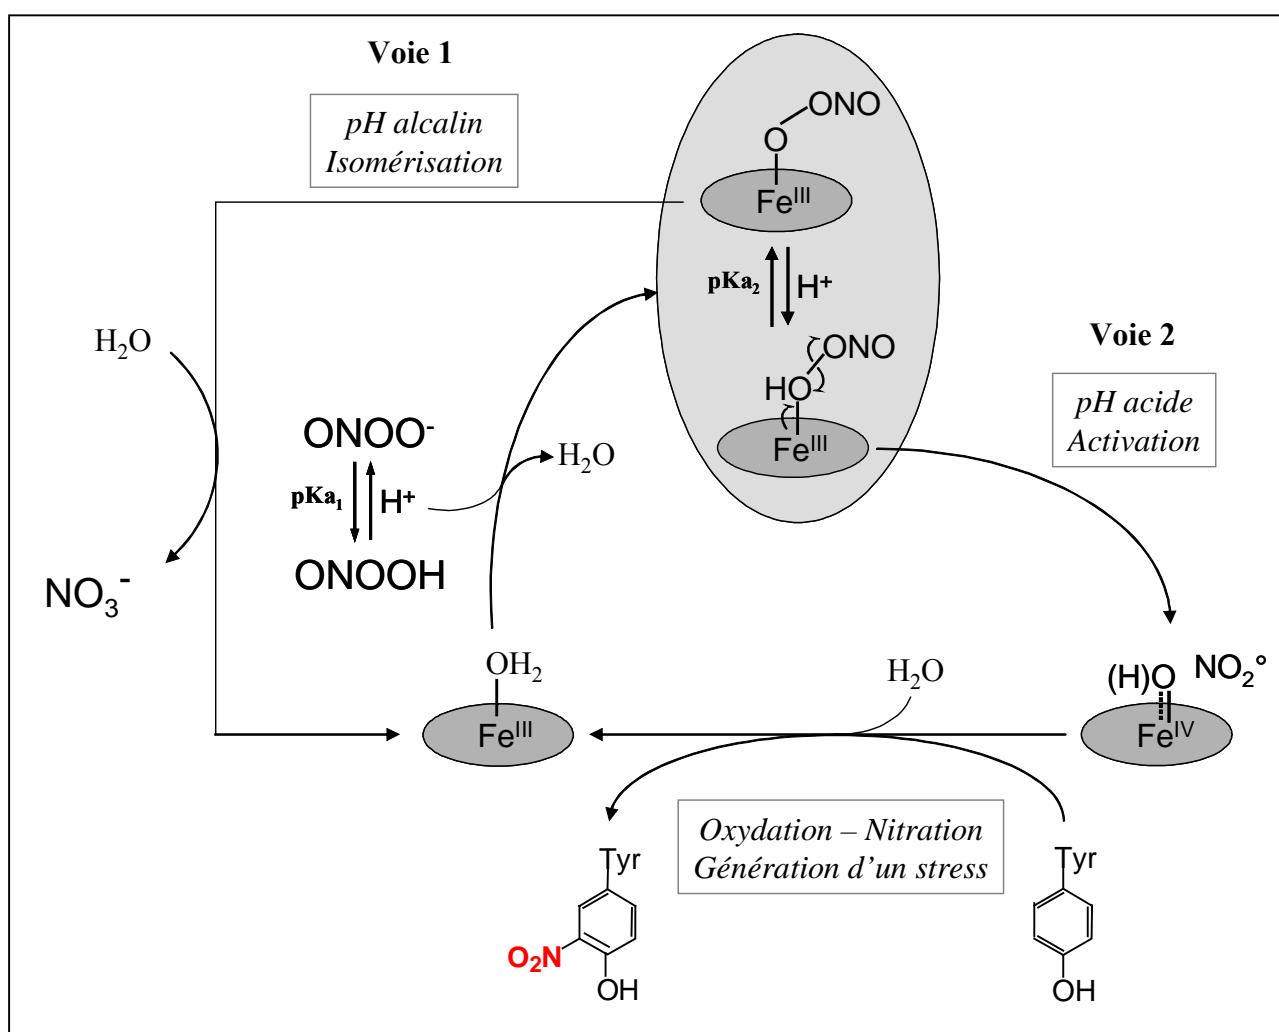 Voie 1
pH alcalin
Isomérisation
ONO
O
Fe^III
pKa₂
H⁺
ONO
HO
Fe^III
Voie 2
pH acide
Activation
H₂O
ONOO⁻
pKa₁
H⁺
ONOOH
H₂O
NO₃⁻
OH₂
Fe^III
H₂O
(H)O
NO₂°
Fe^IV
Oxydation – Nitration
Génération d'un stress
Tyr
O₂N
OH
Tyr
OH